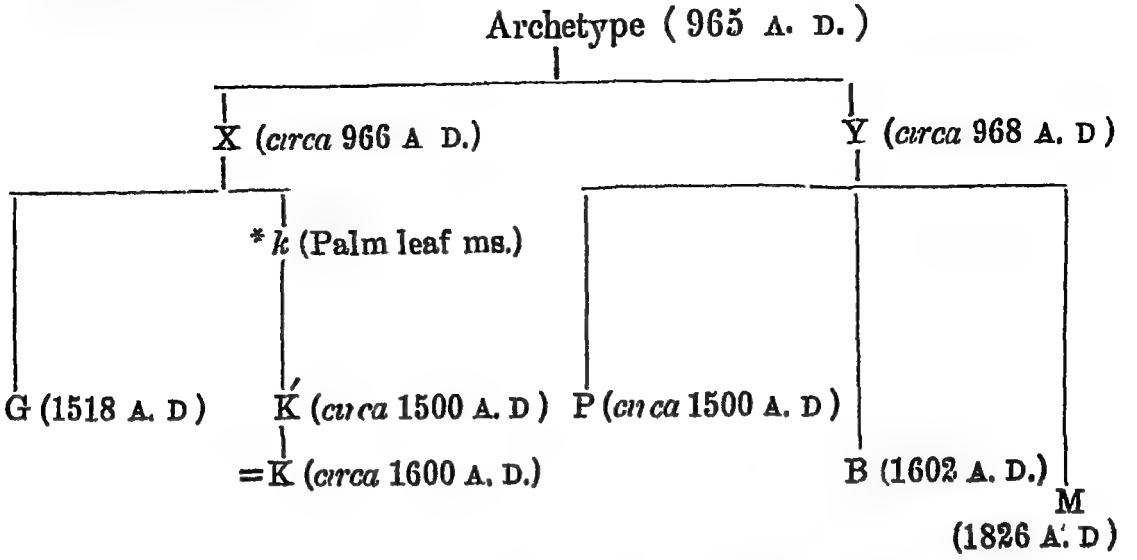 Archetype ( 965 A. D. )
X (circa 966 A D.) Y (circa 968 A. D )
* k (Palm leaf ms.)
G (1518 A. D ) Ḱ (circa 1500 A. D ) P (circa 1500 A. D )
=K (circa 1600 A. D.) B (1602 A. D.)
M
(1826 A. D )